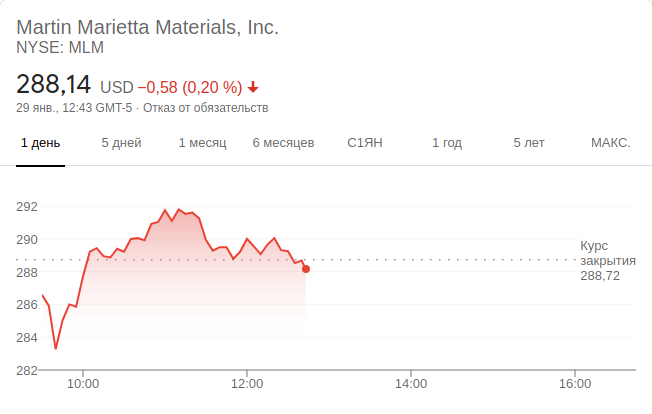 Martin Marietta Materials, Inc.
NYSE: MLM
288,14 USD −0,58 (0,20 %)
29 янв., 12:43 GMT-5 · Отказ от обязательств
1 день 5 дней 1 месяц 6 месяцев С1ЯН 1 год 5 лет МАКС.
292
290
288
286
284
282
Курс
закрытия
288,72
10:00 12:00 14:00 16:00